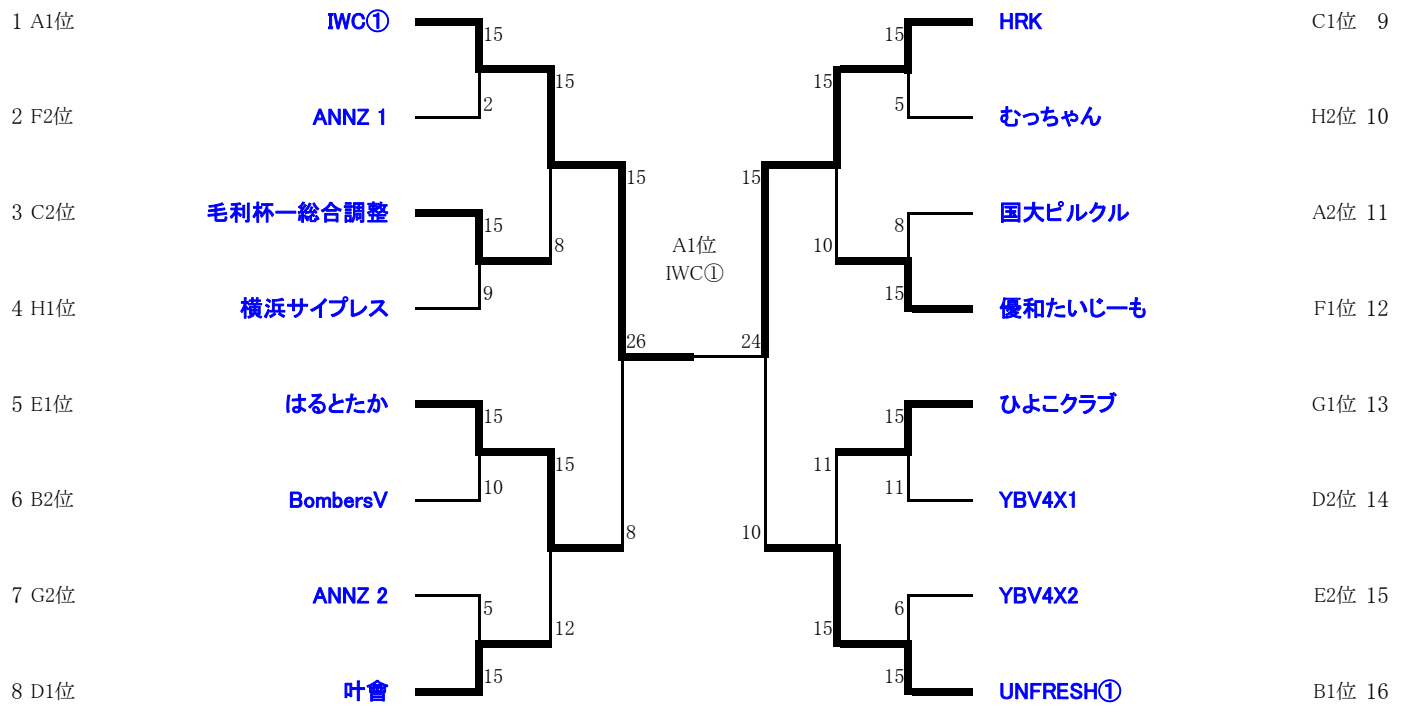 1 A1位 IWC① 15 15 HRK C1位 9
15 15
2 F2位 ANNZ 1 2 5 むっちゃん H2位 10
15 15
3 C2位 毛利杯一総合調整 15 8 国大ピルクル A2位 11
8 A1位 10
IWC①
4 H1位 横浜サイプレス 9 15 優和たいじーも F1位 12
26 24
5 E1位 はるとたか 15 15 ひよこクラブ G1位 13
15 11
6 B2位 BombersV 10 11 YBV4X1 D2位 14
8 10
7 G2位 ANNZ 2 5 6 YBV4X2 E2位 15
12 15
8 D1位 叶會 15 15 UNFRESH① B1位 16